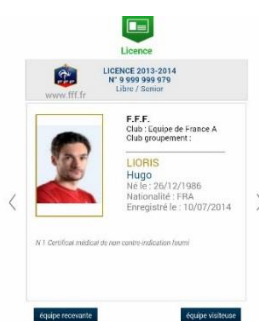 Licence
LICENCE 2013-2014
N° 9 999 999 979
Libre / Senior
www.fff.fr
F.F.F.
Club : Equipe de France A
Club groupement :
LIORIS
Hugo
Né le : 26/12/1986
Nationalité : FRA
Enregistré le : 10/07/2014
N 1 Certificat médical de non contre-indication fourni
équipe recevante
équipe visiteuse